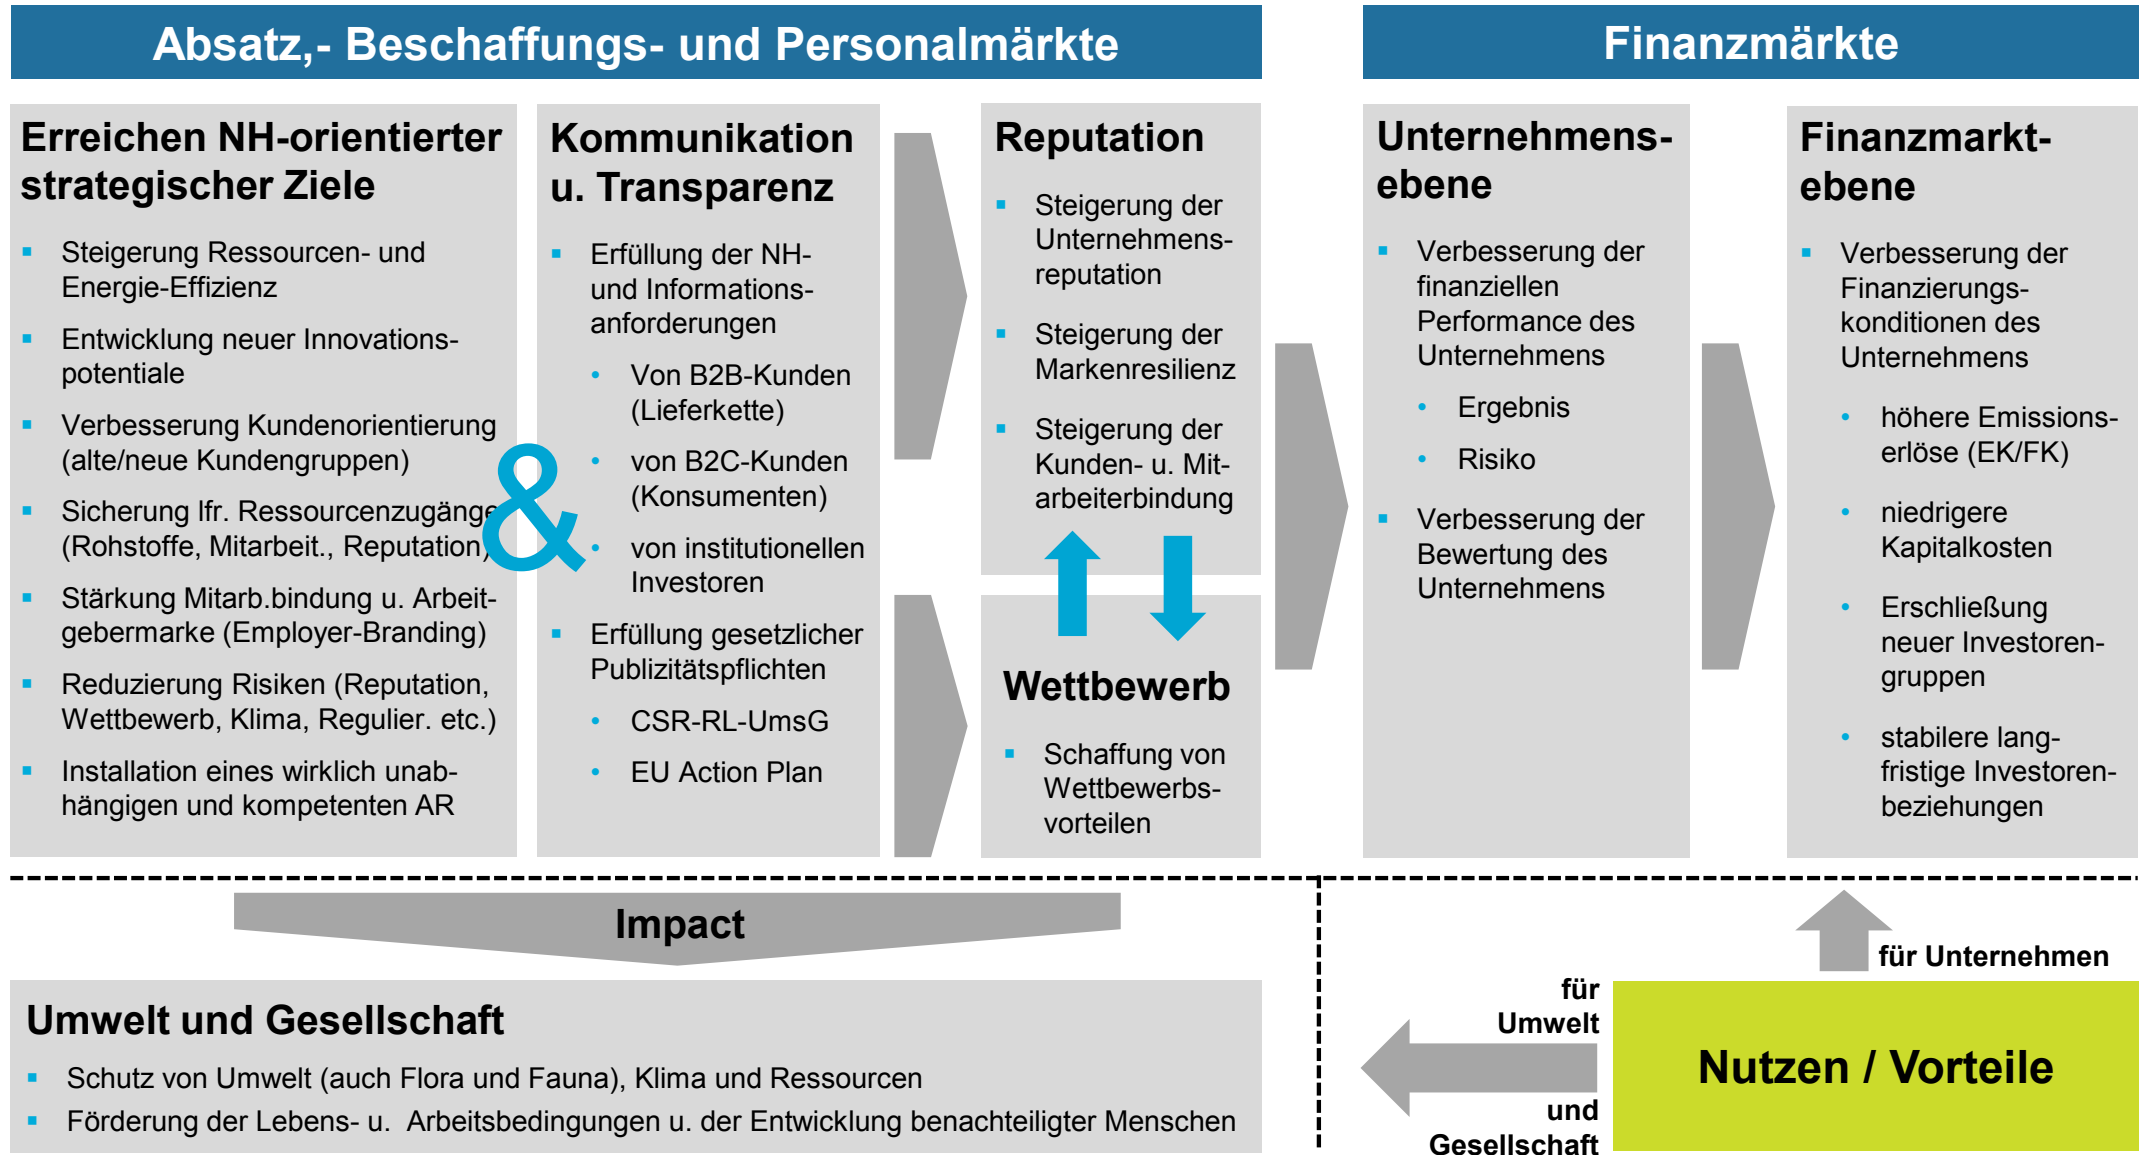 Absatz,- Beschaffungs- und Personalmärkte
Finanzmärkte
Erreichen NH-orientierter
strategischer Ziele
Steigerung Ressourcen- und
Energie-Effizienz
Entwicklung neuer Innovations-
potentiale
Verbesserung Kundenorientierung
(alte/neue Kundengruppen)
Sicherung lfr. Ressourcenzugänge
(Rohstoffe, Mitarbeit., Reputation)
Stärkung Mitarb.bindung u. Arbeit-
gebermarke (Employer-Branding)
Reduzierung Risiken (Reputation,
Wettbewerb, Klima, Regulier. etc.)
Installation eines wirklich unab-
hängigen und kompetenten AR
&
Kommunikation
u. Transparenz
Erfüllung der NH-
und Informations-
anforderungen
Von B2B-Kunden
(Lieferkette)
von B2C-Kunden
(Konsumenten)
von institutionellen
Investoren
Erfüllung gesetzlicher
Publizitätspflichten
CSR-RL-UmsG
EU Action Plan
Reputation
Steigerung der
Unternehmens-
reputation
Steigerung der
Markenresilienz
Steigerung der
Kunden- u. Mit-
arbeiterbindung
Wettbewerb
Schaffung von
Wettbewerbs-
vorteilen
Unternehmens-
ebene
Verbesserung der
finanziellen
Performance des
Unternehmens
Ergebnis
Risiko
Verbesserung der
Bewertung des
Unternehmens
Finanzmarkt-
ebene
Verbesserung der
Finanzierungs-
konditionen des
Unternehmens
höhere Emissions-
erlöse (EK/FK)
niedrigere
Kapitalkosten
Erschließung
neuer Investoren-
gruppen
stabilere lang-
fristige Investoren-
beziehungen
Impact
Umwelt und Gesellschaft
Schutz von Umwelt (auch Flora und Fauna), Klima und Ressourcen
Förderung der Lebens- u. Arbeitsbedingungen u. der Entwicklung benachteiligter Menschen
für Unternehmen
für
Umwelt
und
Gesellschaft
Nutzen / Vorteile